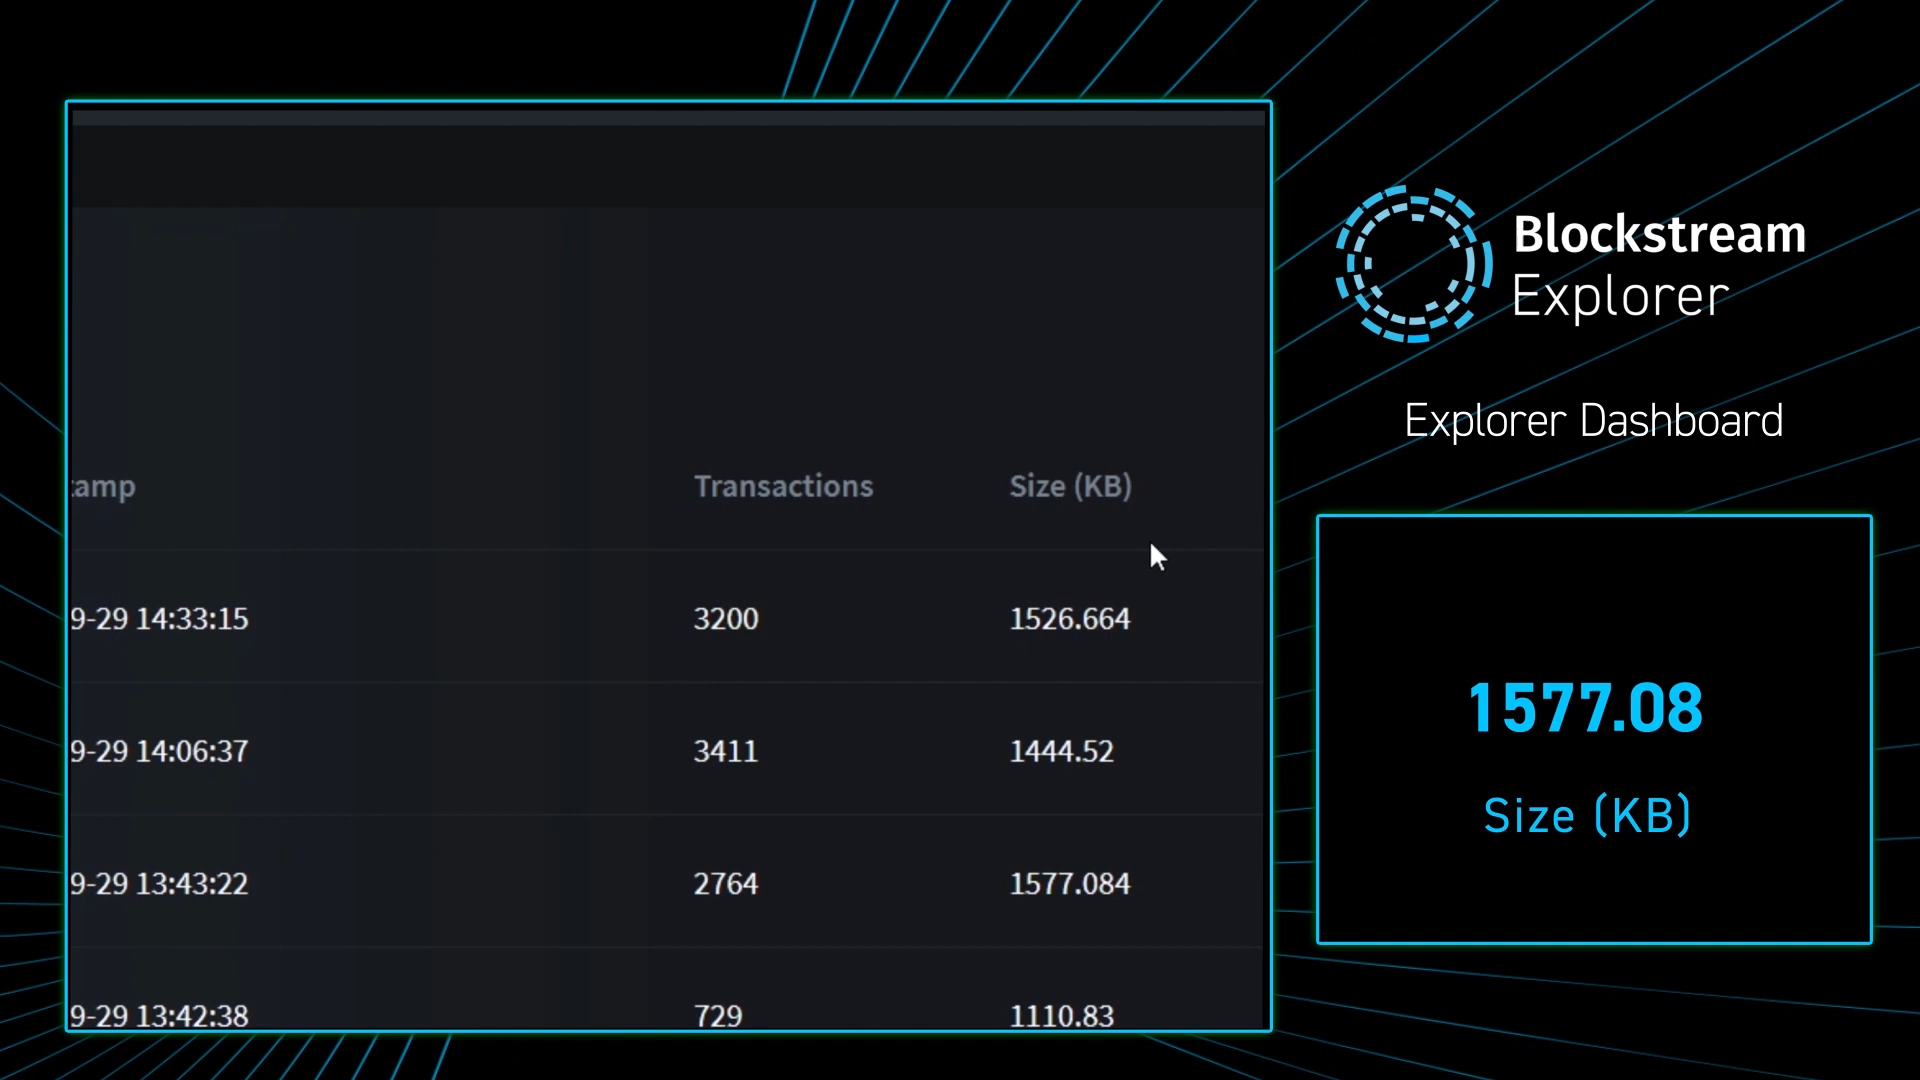 tamp Transactions Size (KB)
9-29 14:33:15 3200 1526.664
9-29 14:06:37 3411 1444.52
9-29 13:43:22 2764 1577.084
9-29 13:42:38 729 1110.83
Blockstream
Explorer
Explorer Dashboard
1577.08
Size (KB)